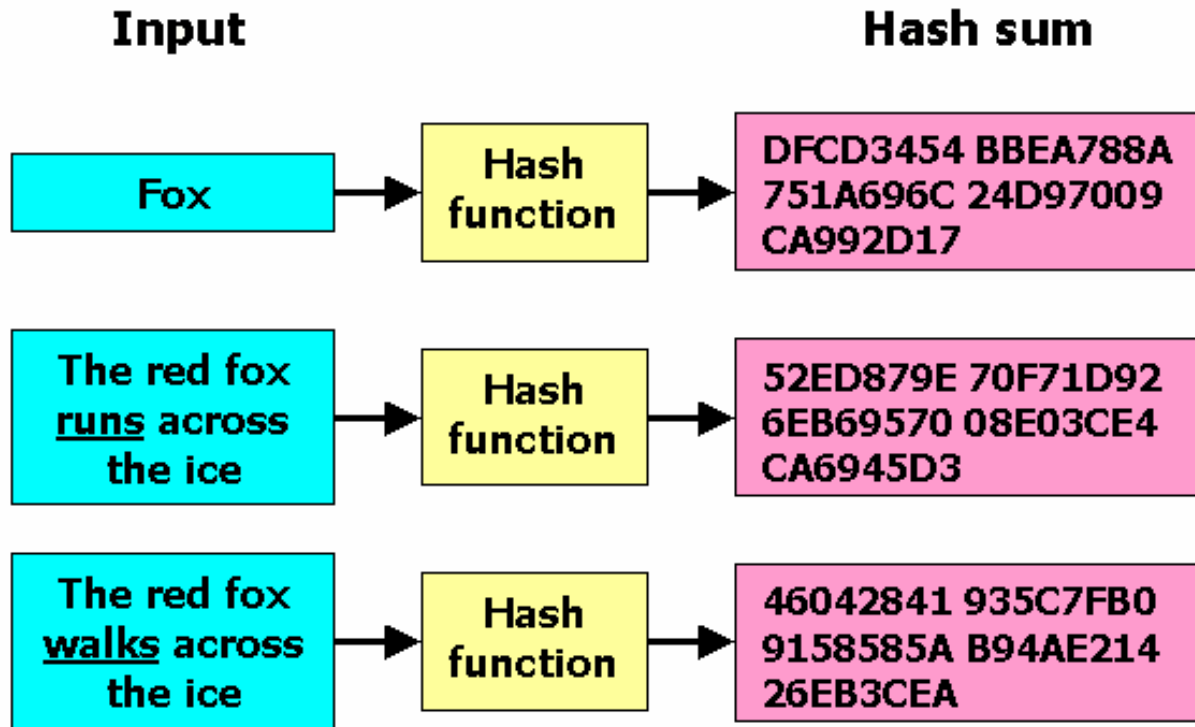 Input
Hash sum
Fox
Hash
function
DFCD3454 BBEA788A
751A696C 24D97009
CA992D17
The red fox
runs across
the ice
Hash
function
52ED879E 70F71D92
6EB69570 08E03CE4
CA6945D3
The red fox
walks across
the ice
Hash
function
46042841 935C7FB0
9158585A B94AE214
26EB3CEA